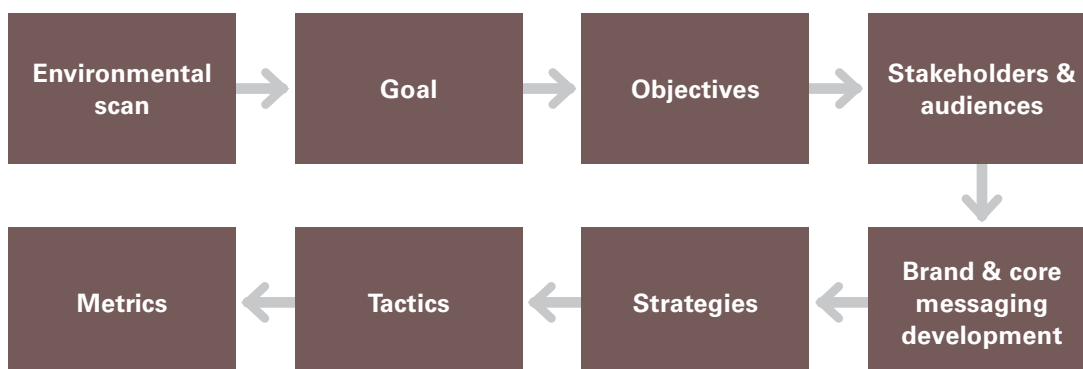 Environmental
scan
Goal
Objectives
Stakeholders &
audiences
Brand & core
messaging
development
Strategies
Tactics
Metrics